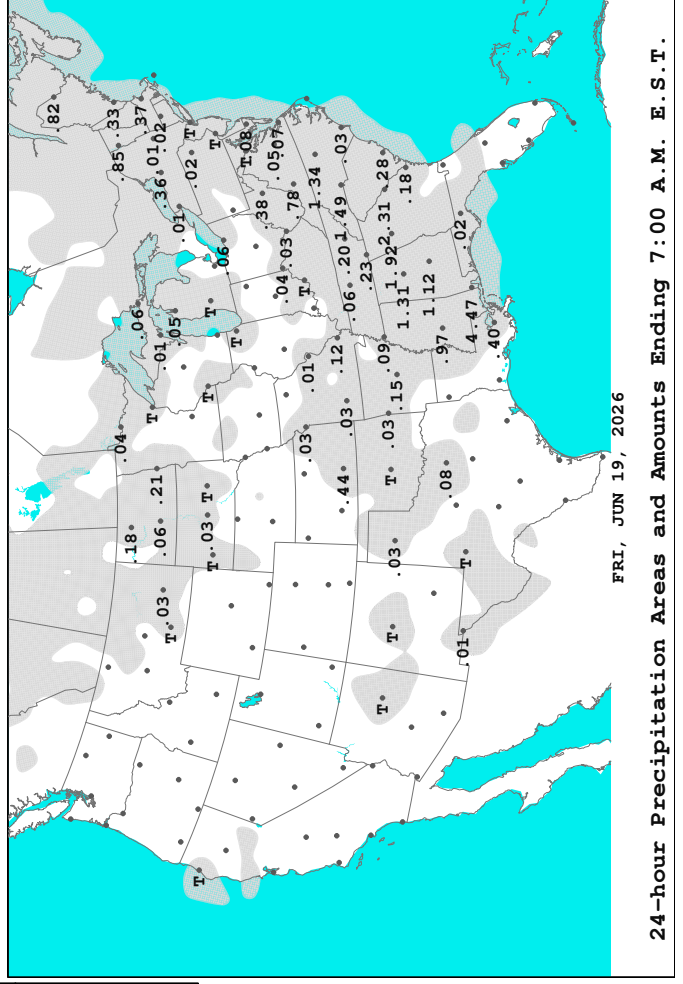 .82
.33
.85
.04
.18
.06
.37
T
.21
.01
.02
.06
.01
.36
.03
T
.05
.01
T
.02
T
T
T
.03
T
T
T
.06
T
T
.08
.38
.05
.07
.04
.03
.78
T
.03
.01
1.34
.12
.44
.03
.06
.20
1.49
.03
.23
T
T
T
.03
.09
2.31
.28
.03
.15
1.92
1.31
.18
1.12
.97
.08
.01
T
.02
4.47
.40
FRI, JUN 19, 2026
24-hour Precipitation Areas and Amounts Ending 7:00 A.M. E.S.T.